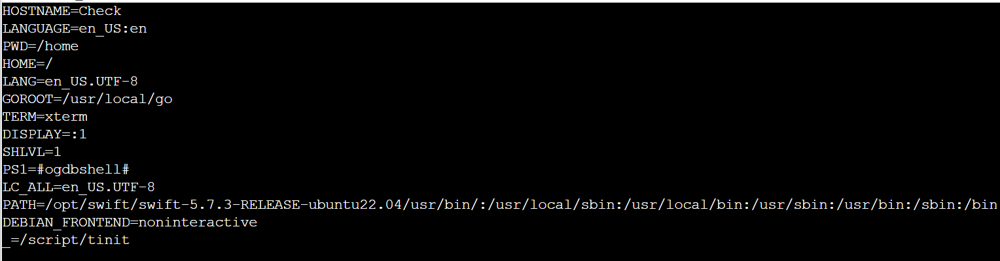 HOSTNAME=Check
LANGUAGE=en_US:en
PWD=/home
HOME=/
LANG=en_US.UTF-8
GOROOT=/usr/local/go
TERM=xterm
DISPLAY=:1
SHLVL=1
PS1=#ogdbshell#
LC_ALL=en_US.UTF-8
PATH=/opt/swift/swift-5.7.3-RELEASE-ubuntu22.04/usr/bin/:/usr/local/sbin:/usr/local/bin:/usr/sbin:/usr/bin:/sbin:/bin
DEBIAN_FRONTEND=noninteractive
_=/script/tinit